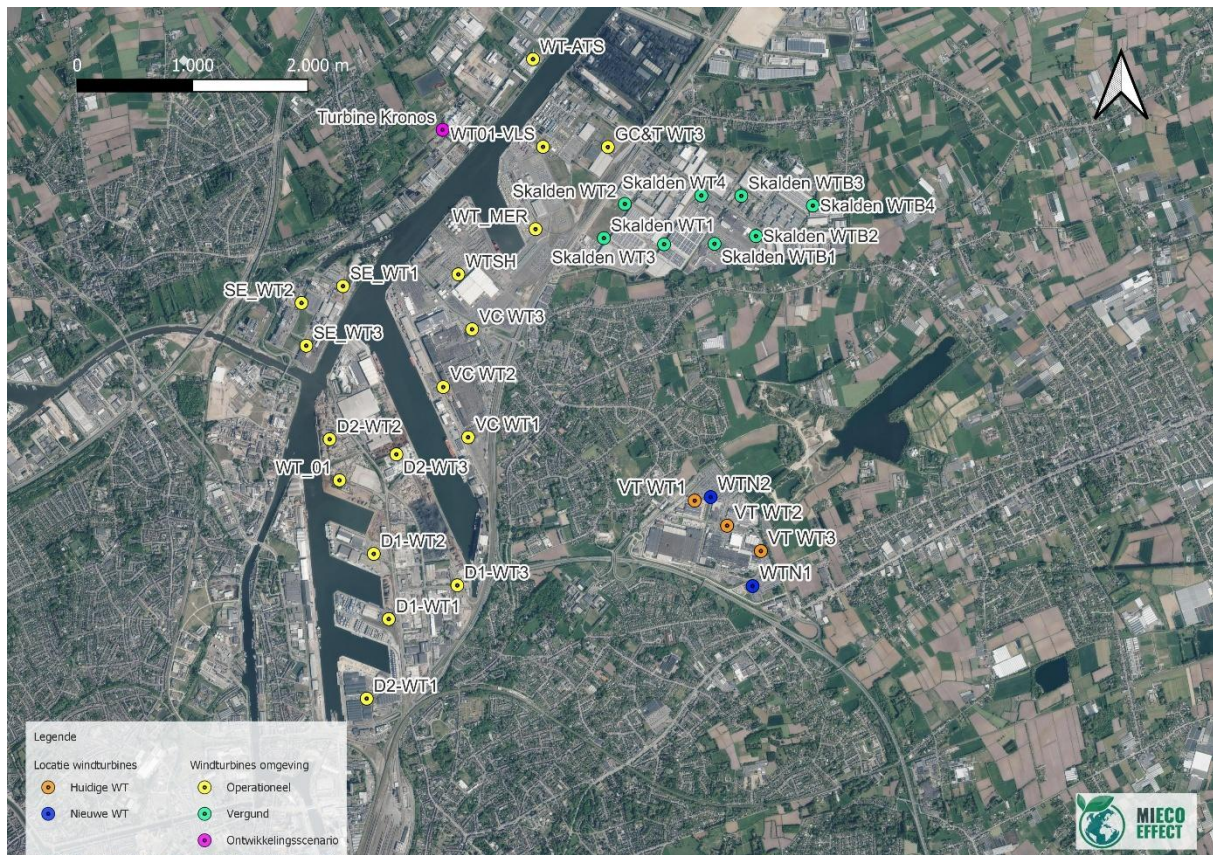 WT-ATS
0 1.000 2.000 m
Turbine Kronos
WT01-VLS
GC&T WT3
Skalden WT2
Skalden WT4
Skalden WTB3
Skalden WTB4
WT_MER
Skalden WT1
Skalden WTB2
Skalden WT3
Skalden WTB1
WTSH
SE_WT1
SE_WT2
VC WT3
SE_WT3
VC WT2
VC WT1
D2-WT2
D2-WT3
WT_01
VT WT1
WTN2
VT WT2
VT WT3
D1-WT2
D1-WT3
WTN1
D1-WT1
D2-WT1
Legende
Locatie windturbines
Huidige WT
Nieuwe WT
Windturbines omgeving
Operationeel
Vergund
Ontwikkelingsscenario
MIECO
EFFECT